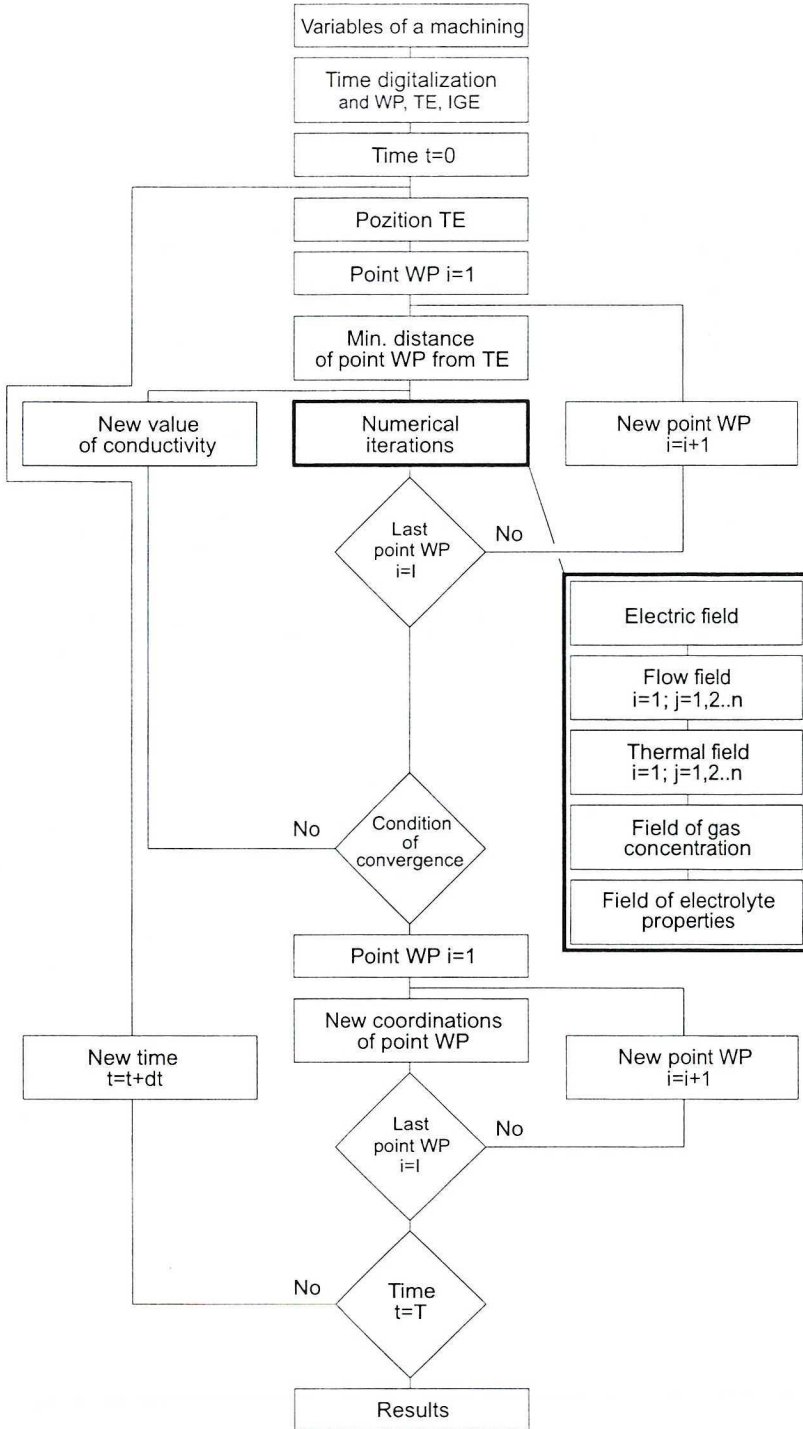 Variables of a machining
Time digitalization
and WP, TE, IGE
Time t=0
Pozition TE
Point WP i=1
Min. distance
of point WP from TE
New value
of conductivity
Numerical
iterations
New point WP
i=i+1
Last
point WP
i=I
No
Electric field
Flow field
i=1; j=1,2..n
Thermal field
i=1; j=1,2..n
Field of gas
concentration
Field of electrolyte
properties
No
Condition
of
convergence
Point WP i=1
New coordinations
of point WP
New time
t=t+dt
New point WP
i=i+1
Last
point WP
i=I
No
No
Time
t=T
Results